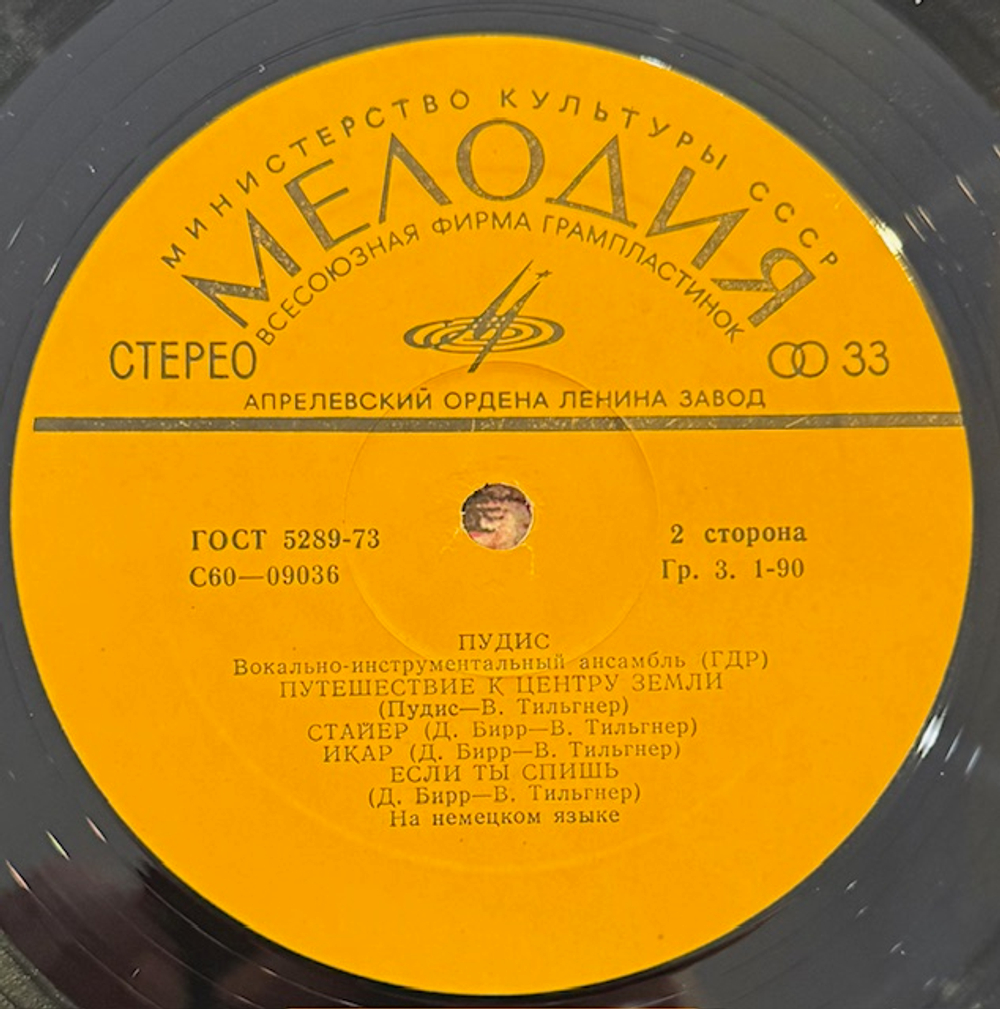 МИНИСТЕРСТВО КУЛЬТУРЫ СССР
МЕЛОДИЯ
ВСЕСОЮЗНАЯ ФИРМА ГРАМПЛАСТИНОК
СТЕРЕО
33
АПРЕЛЕВСКИЙ ОРДЕНА ЛЕНИНА ЗАВОД
ГОСТ 5289-73
2 сторона
С60—09036
Гр. 3. 1-90
ПУДИС
Вокально-инструментальный ансамбль (ГДР)
ПУТЕШЕСТВИЕ К ЦЕНТРУ ЗЕМЛИ
(Пудис—В. Тильгнер)
СТАЙЕР (Д. Бирр—В. Тильгнер)
ИКАР (Д. Бирр—В. Тильгнер)
ЕСЛИ ТЫ СПИШЬ
(Д. Бирр—В. Тильгнер)
На немецком языке